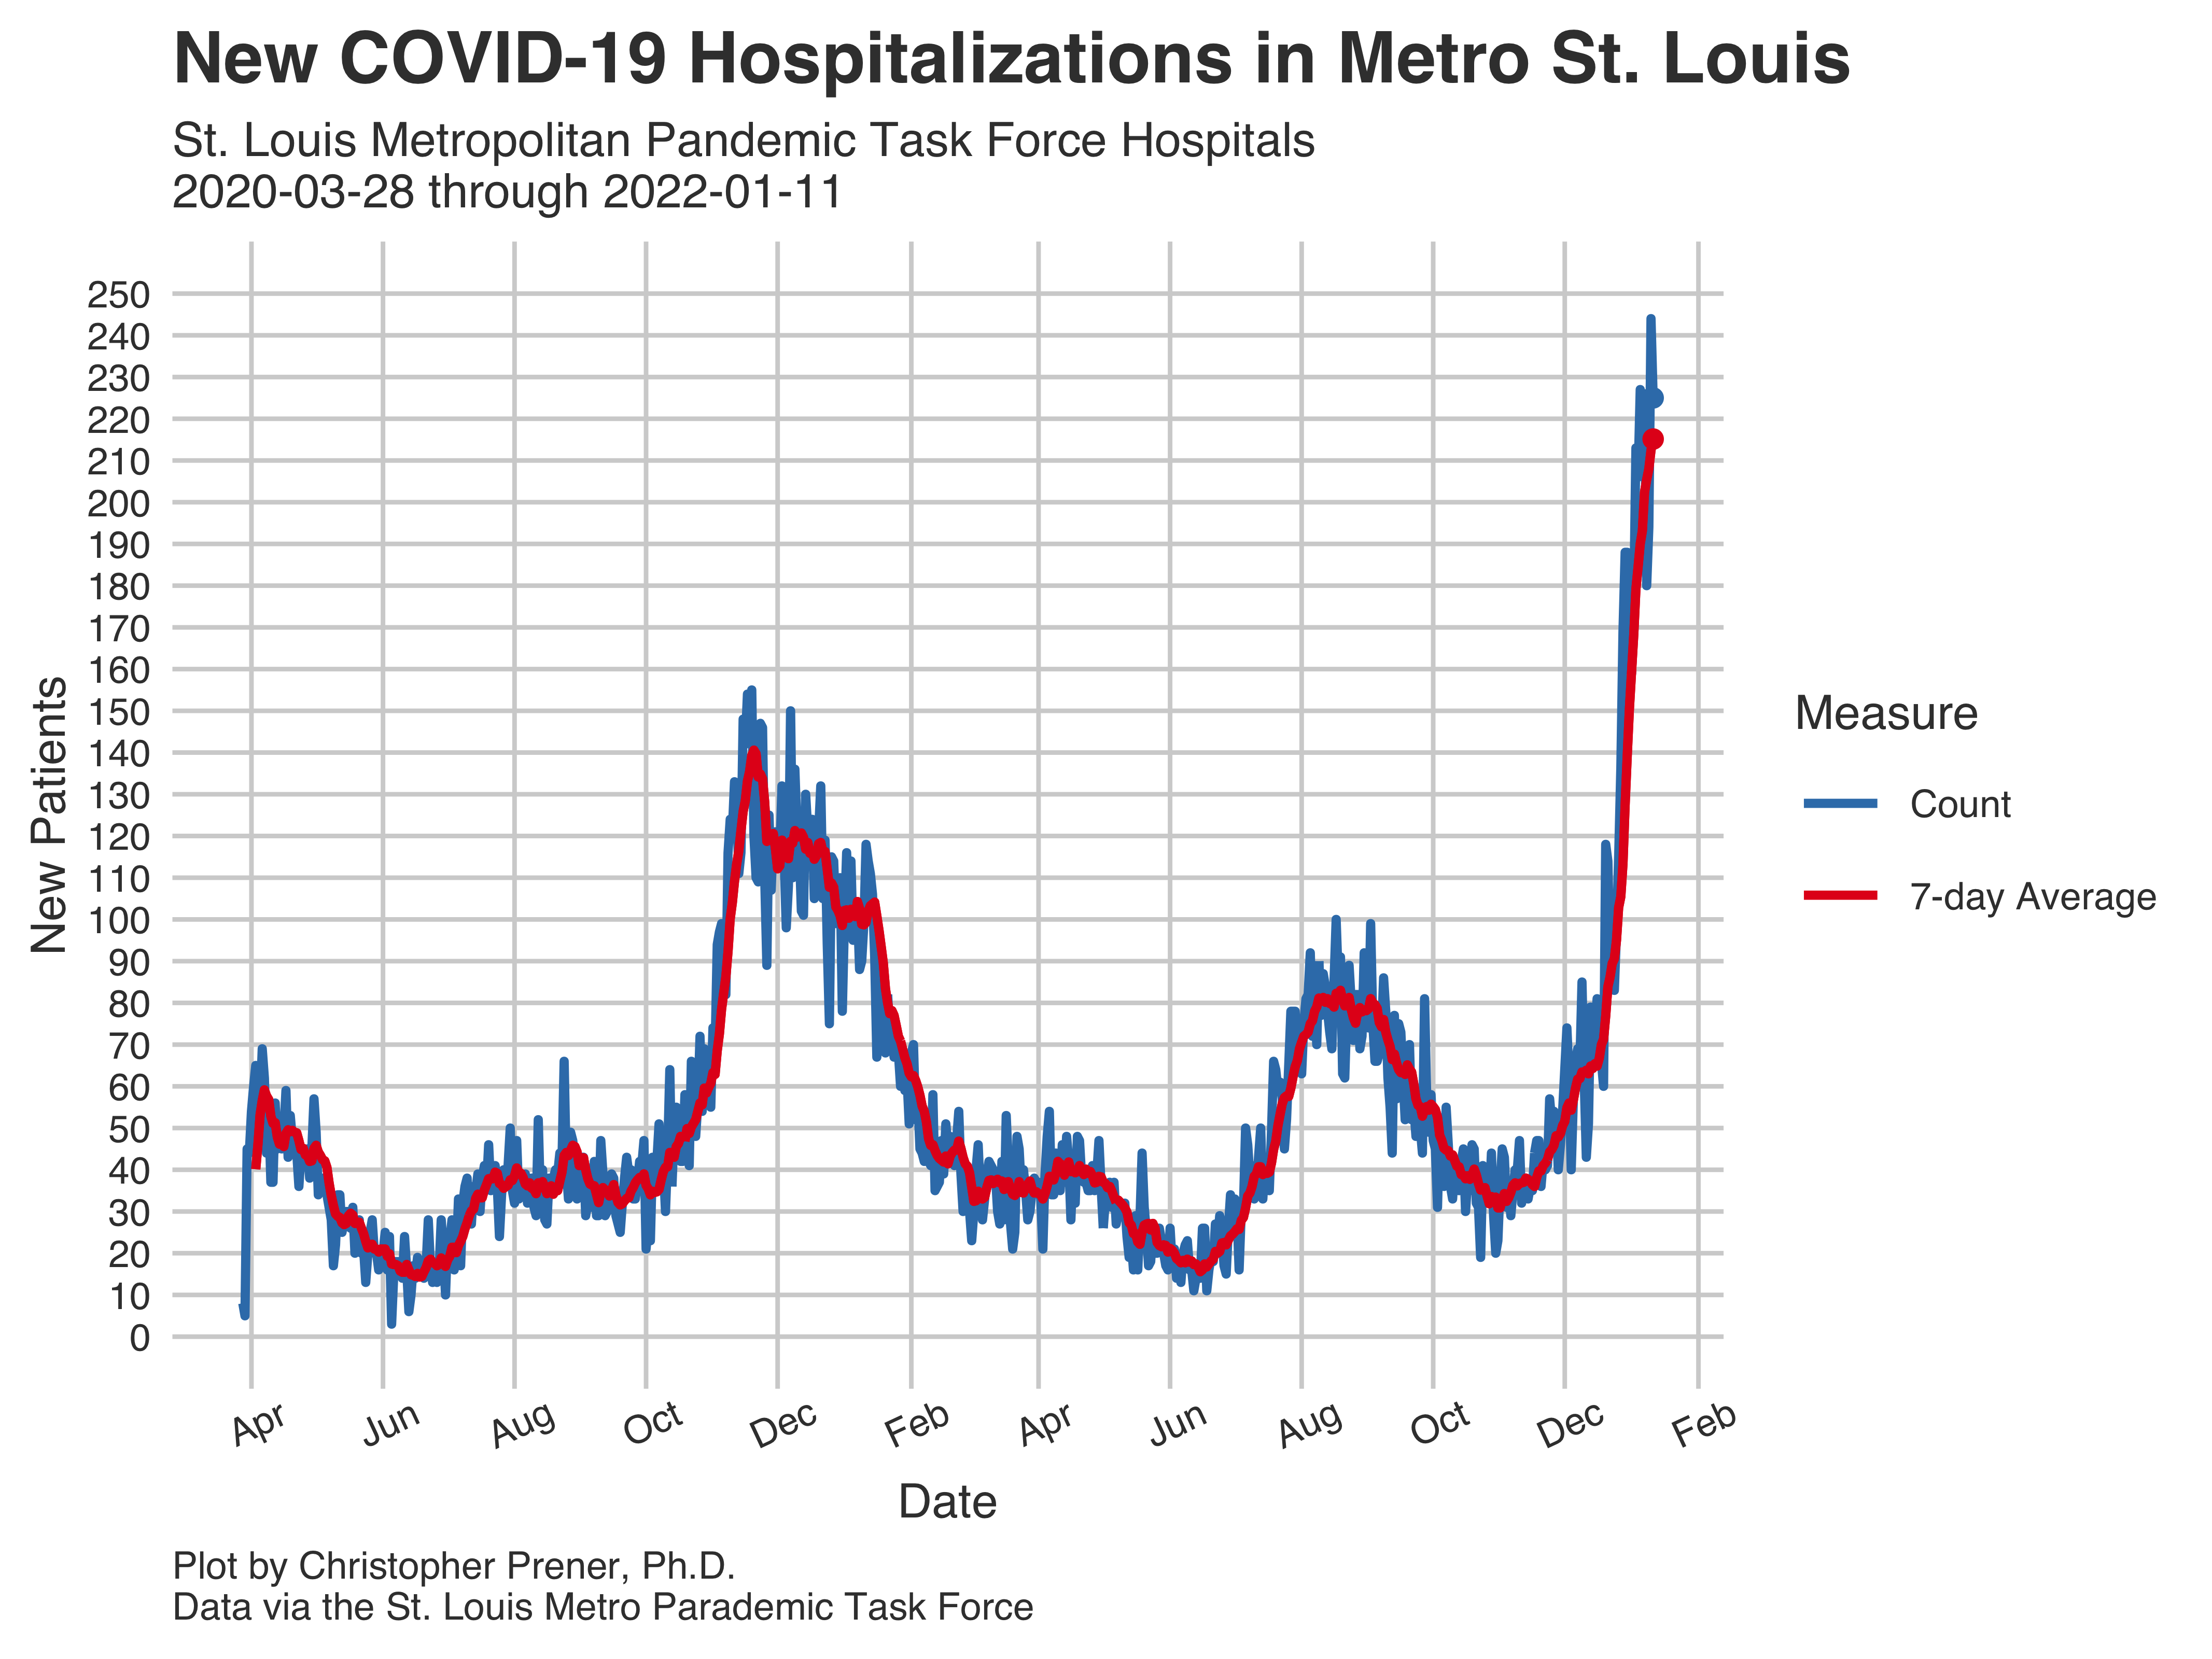 New COVID-19 Hospitalizations in Metro St. Louis
St. Louis Metropolitan Pandemic Task Force Hospitals
2020-03-28 through 2022-01-11
250
240
230
220
210
200
190
180
170
160
150
140
130
120
110
100
90
80
70
60
50
40
30
20
10
0
New Patients
Apr
Jun
Aug
Oct
Dec
Feb
Apr
Jun
Aug
Oct
Dec
Feb
Date
Measure
Count
7-day Average
Plot by Christopher Prener, Ph.D.
Data via the St. Louis Metro Parademic Task Force